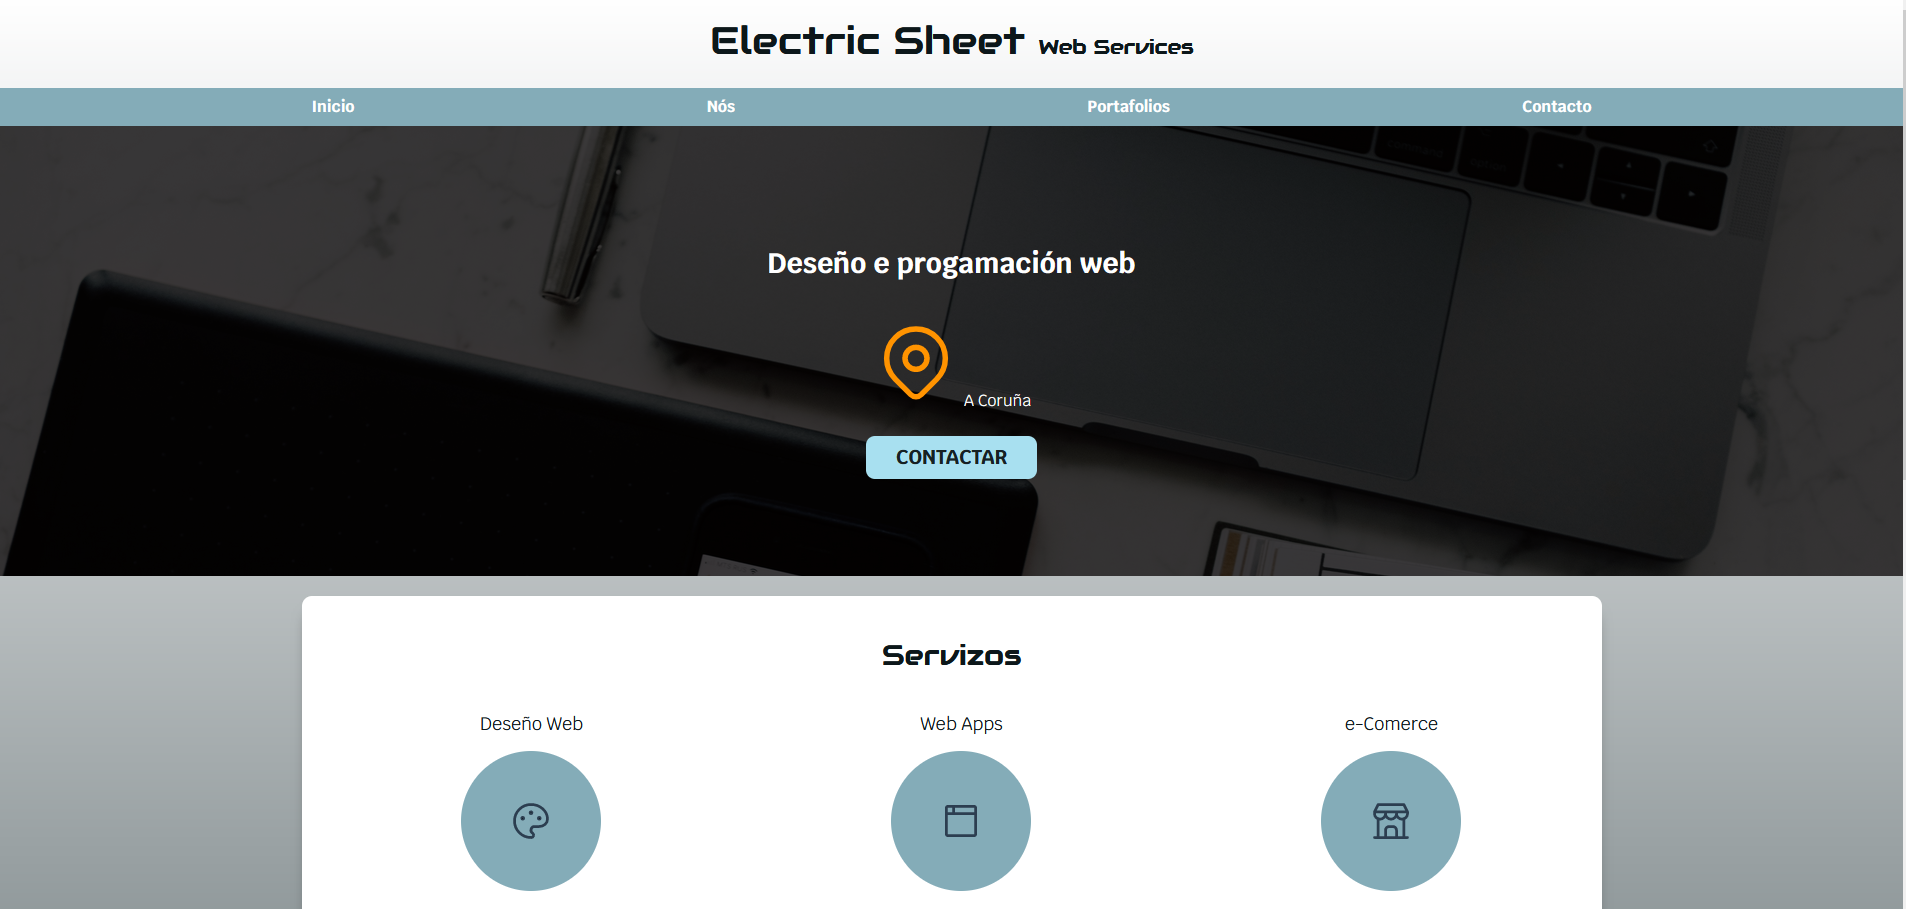 Electric Sheet Web Services
Inicio Nós Portafolios Contacto
Deseño e progamación web
A Coruña
CONTACTAR
Servizos
Deseño Web Web Apps e-Comerce